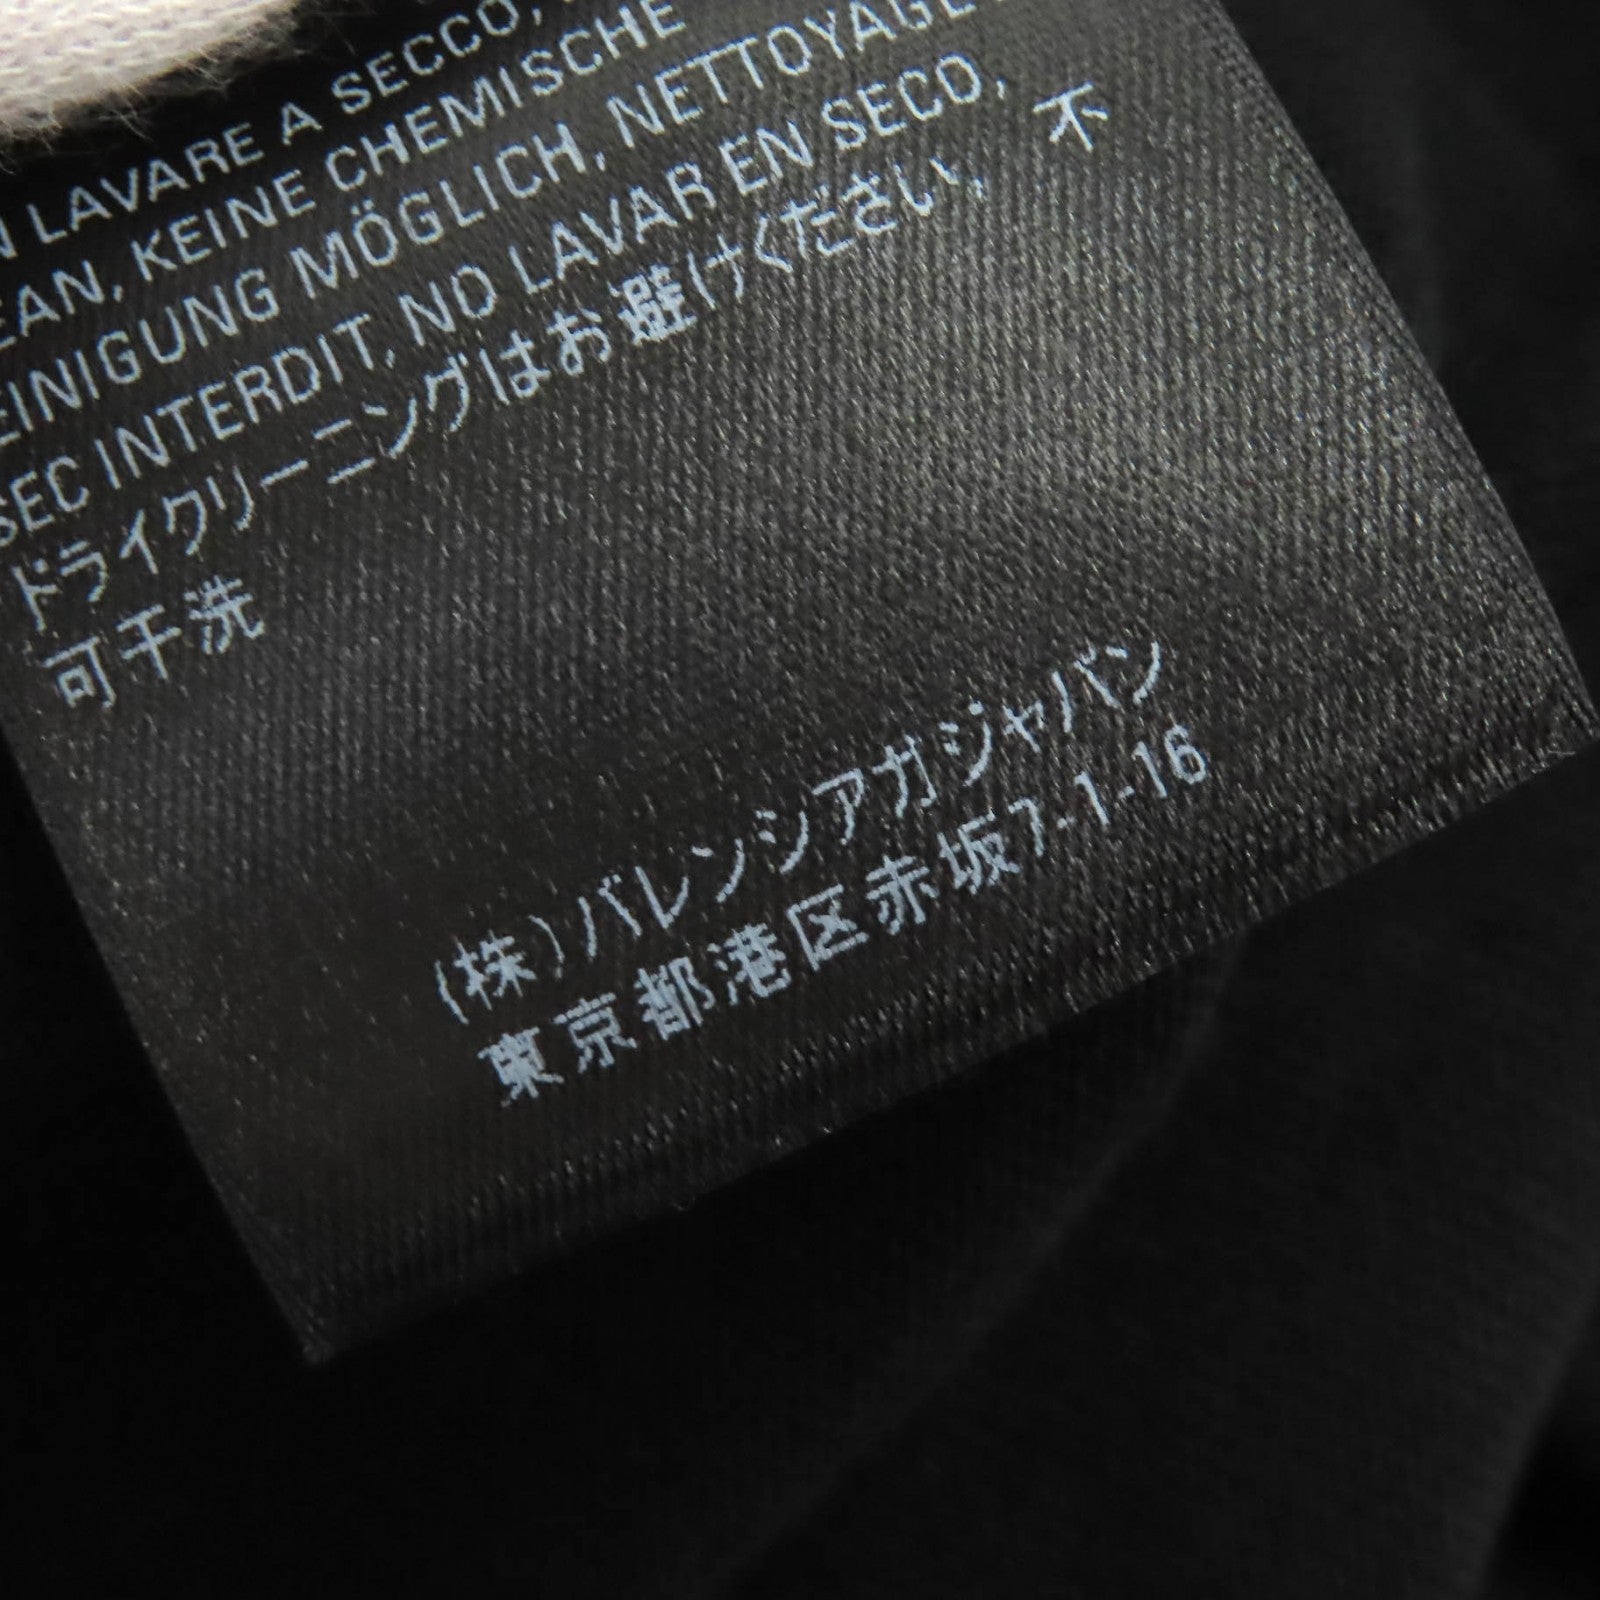 LAVARE A SECCO,
KEINE CHEMISCHE
MÖGLICH, NETTOYAGE
SEC INTERDIT, NO LAVAR EN SECO,
ドライクリーニングはお避けください, 不
可干洗
(株)バレンシアガジャパン
東京都港区赤坂7-1-16